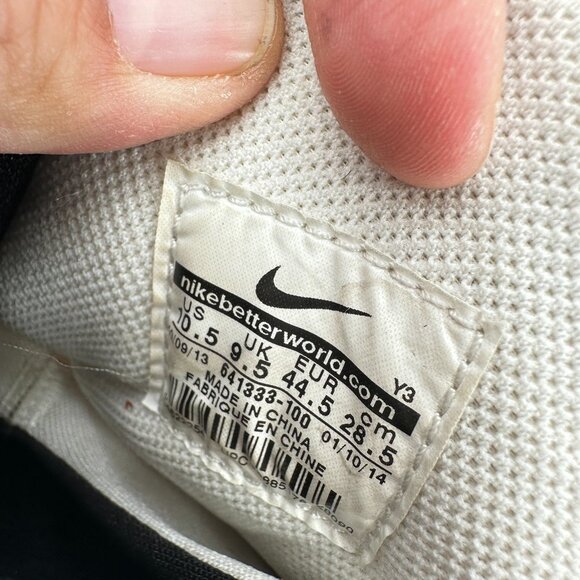 nikebetterworld.com
US UK EUR cm
10.5 9.5 44.5 28.5
09/13 641333-100 01/10/14
MADE IN CHINA
FABRIQUE EN CHINE
Y3